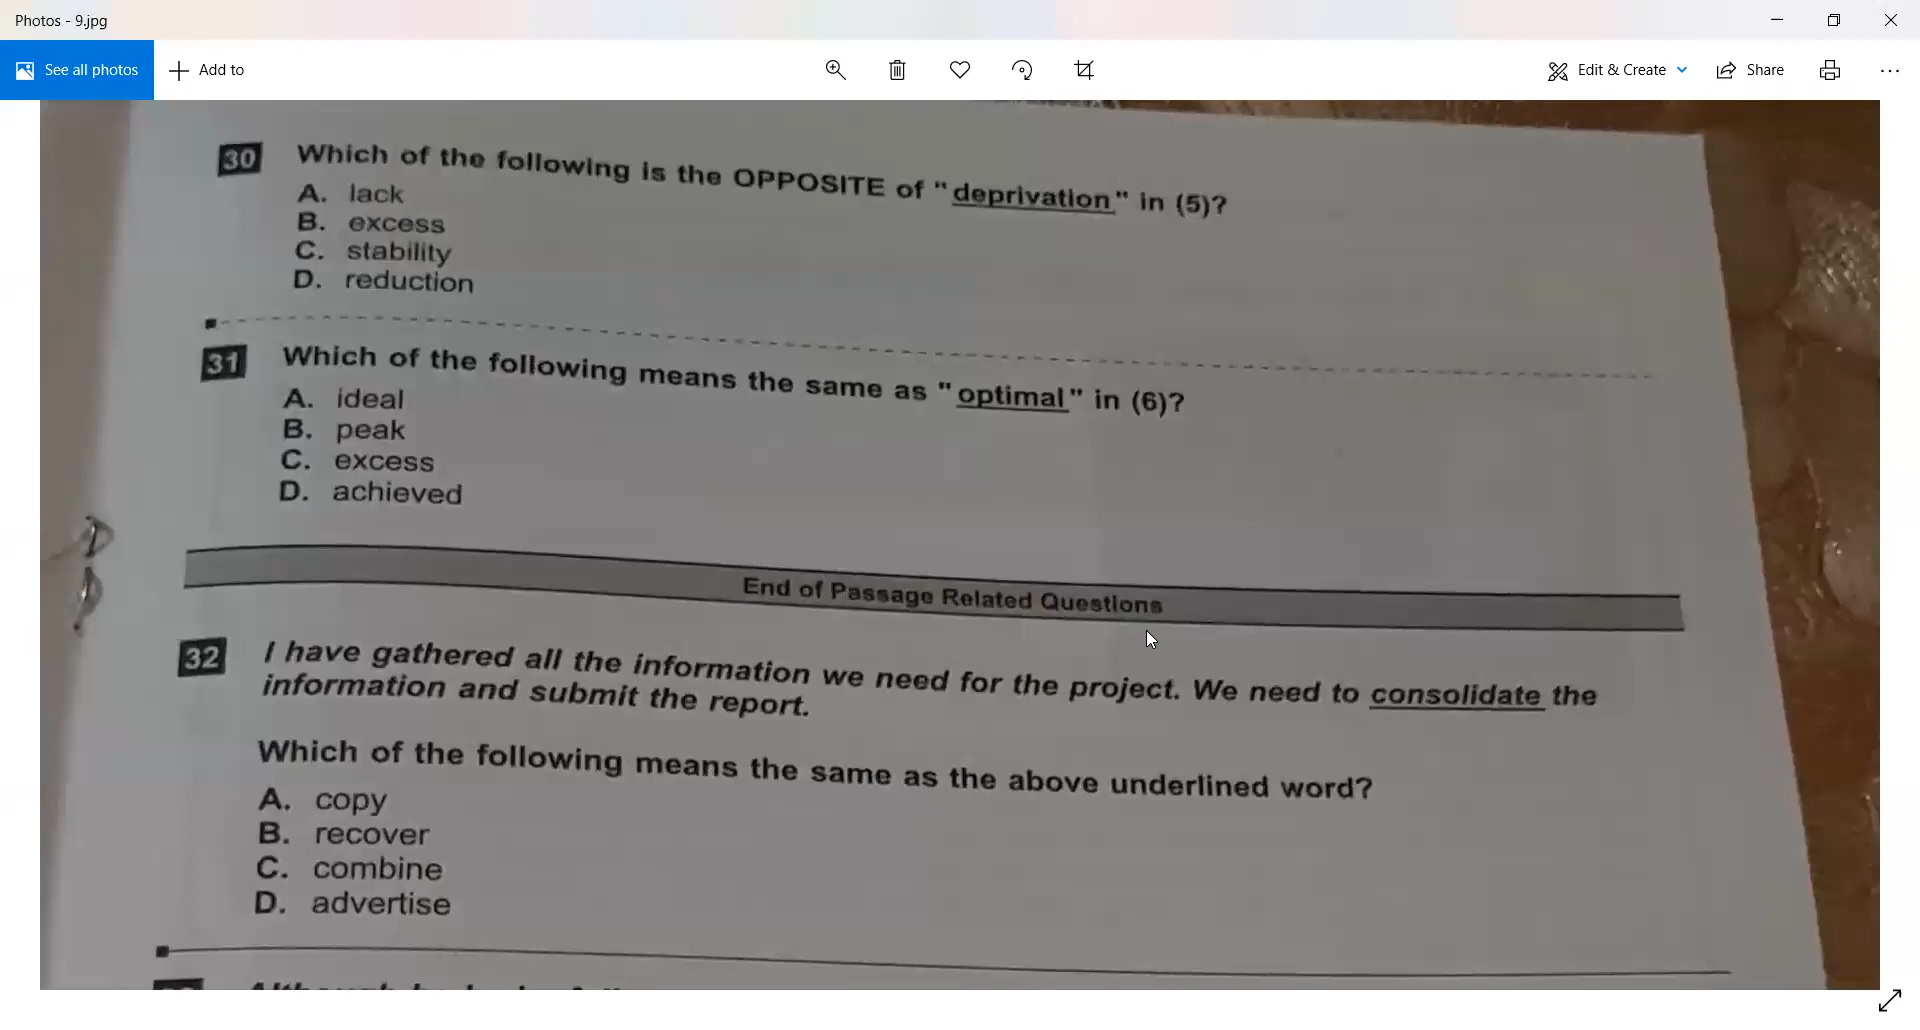 Photos - 9.jpg
See all photos
Add to
Edit & Create
Share
30 Which of the following is the OPPOSITE of "deprivation" in (5)?
A. lack
B. excess
C. stability
D. reduction
31 Which of the following means the same as "optimal" in (6)?
A. ideal
B. peak
C. excess
D. achieved
End of Passage Related Questions
32 I have gathered all the information we need for the project. We need to consolidate the
information and submit the report.
Which of the following means the same as the above underlined word?
A. copy
B. recover
C. combine
D. advertise